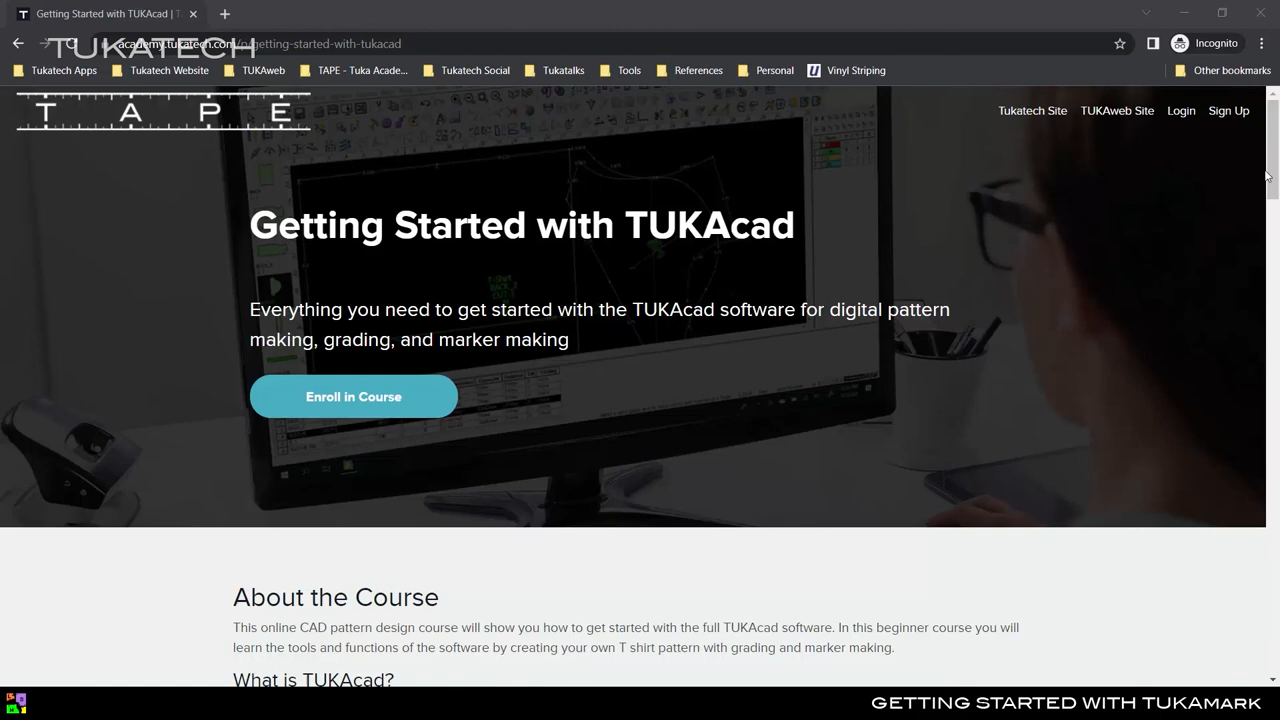 Getting Started with TUKAcad | T
TUKATECH
academy.tukatech.com/p/getting-started-with-tukacad
Incognito
Tukatech Apps
Tukatech Website
TUKAweb
TAPE - Tuka Acade...
Tukatech Social
Tukatalks
Tools
References
Personal
Vinyl Striping
Other bookmarks
TAPE
Tukatech Site
TUKAweb Site
Login
Sign Up
Getting Started with TUKAcad
Everything you need to get started with the TUKAcad software for digital pattern
making, grading, and marker making
Enroll in Course
About the Course
This online CAD pattern design course will show you how to get started with the full TUKAcad software. In this beginner course you will
learn the tools and functions of the software by creating your own T shirt pattern with grading and marker making.
What is TUKAcad?
GETTING STARTED WITH TUKAMARK